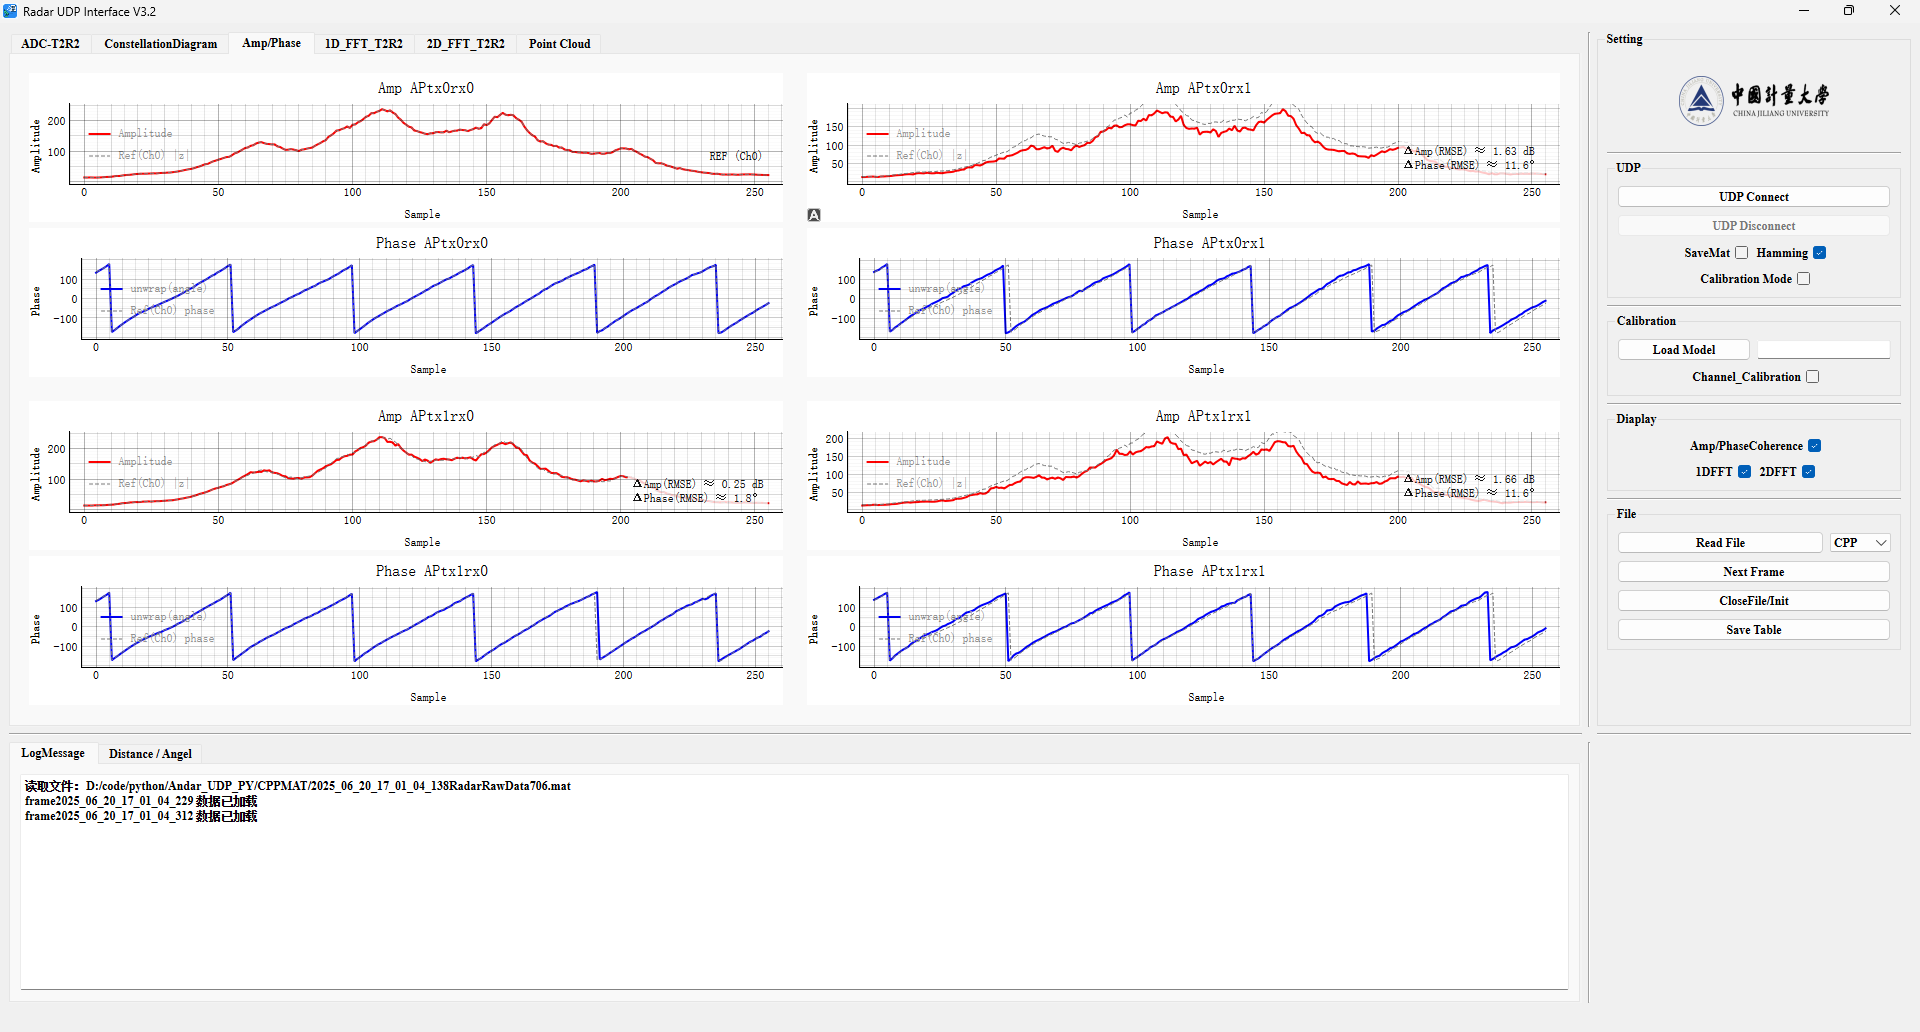 Radar UDP Interface V3.2
ADC-T2R2 ConstellationDiagram Amp/Phase 1D_FFT_T2R2 2D_FFT_T2R2 Point Cloud
Amp APtx0rx0
Amplitude
200
100
Amplitude
Ref(Ch0) |z|
REF (Ch0)
0 50 100 150 200 250
Sample
Phase APtx0rx0
Phase
100
0
−100
unwrap(angle)
Ref(Ch0) phase
0 50 100 150 200 250
Sample
Amp APtx0rx1
Amplitude
150
100
50
Amplitude
Ref(Ch0) |z|
ΔAmp(RMSE) ≈ 1.63 dB
ΔPhase(RMSE) ≈ 11.6°
0 50 100 150 200 250
Sample
A
Phase APtx0rx1
Phase
100
0
−100
unwrap(angle)
Ref(Ch0) phase
0 50 100 150 200 250
Sample
Amp APtx1rx0
Amplitude
200
100
Amplitude
Ref(Ch0) |z|
ΔAmp(RMSE) ≈ 0.25 dB
ΔPhase(RMSE) ≈ 1.8°
0 50 100 150 200 250
Sample
Phase APtx1rx0
Phase
100
0
−100
unwrap(angle)
Ref(Ch0) phase
0 50 100 150 200 250
Sample
Amp APtx1rx1
Amplitude
200
150
100
50
Amplitude
Ref(Ch0) |z|
ΔAmp(RMSE) ≈ 1.66 dB
ΔPhase(RMSE) ≈ 11.6°
0 50 100 150 200 250
Sample
Phase APtx1rx1
Phase
100
0
−100
unwrap(angle)
Ref(Ch0) phase
0 50 100 150 200 250
Sample
LogMessage Distance / Angel
读取文件：D:/code/python/Andar_UDP_PY/CPPMAT/2025_06_20_17_01_04_138RadarRawData706.mat
frame2025_06_20_17_01_04_229 数据已加载
frame2025_06_20_17_01_04_312 数据已加载
Setting
中國計量大學
CHINA JILIANG UNIVERSITY
UDP
UDP Connect
UDP Disconnect
SaveMat Hamming
Calibration Mode
Calibration
Load Model
Channel_Calibration
Diaplay
Amp/PhaseCoherence
1DFFT 2DFFT
File
Read File CPP
Next Frame
CloseFile/Init
Save Table